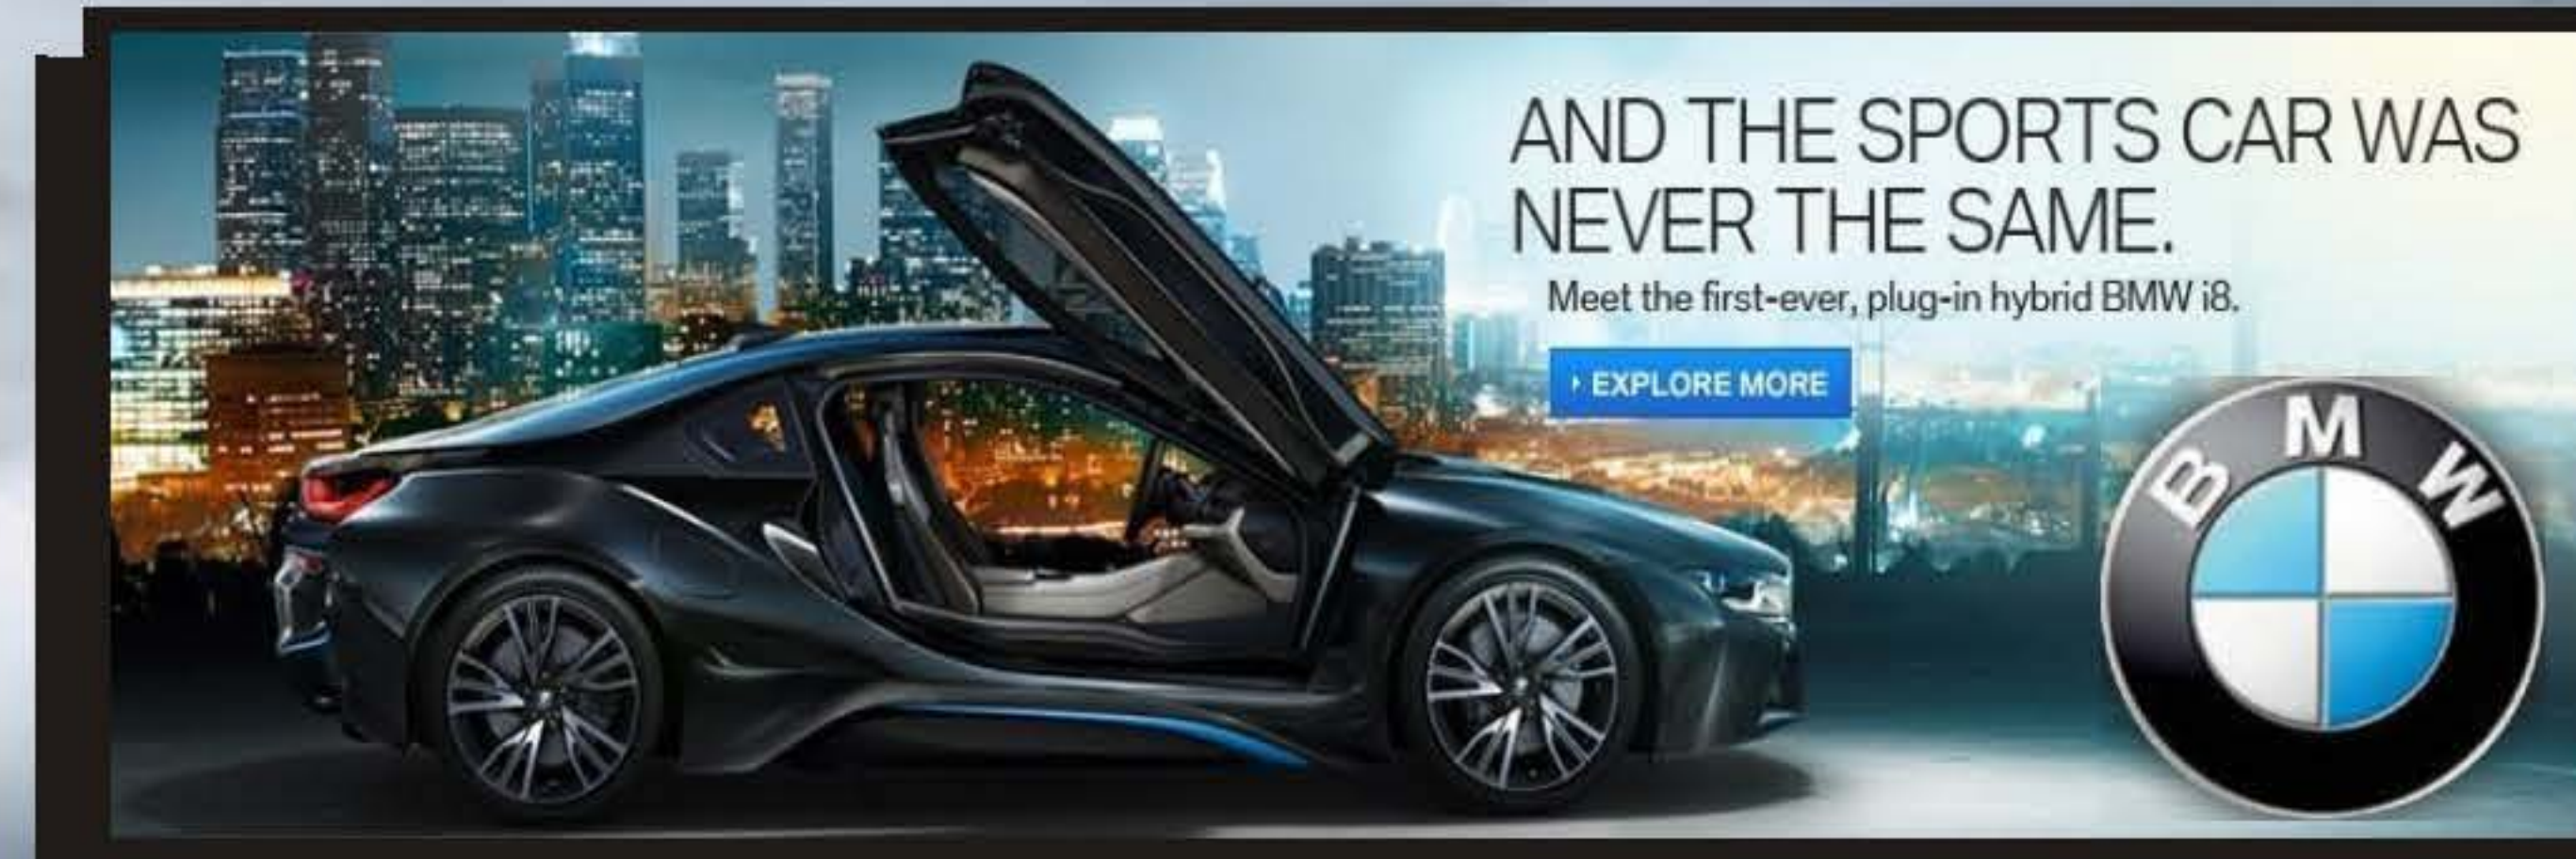 AND THE SPORTS CAR WAS
NEVER THE SAME.
Meet the first-ever, plug-in hybrid BMW i8.
EXPLORE MORE
BMW